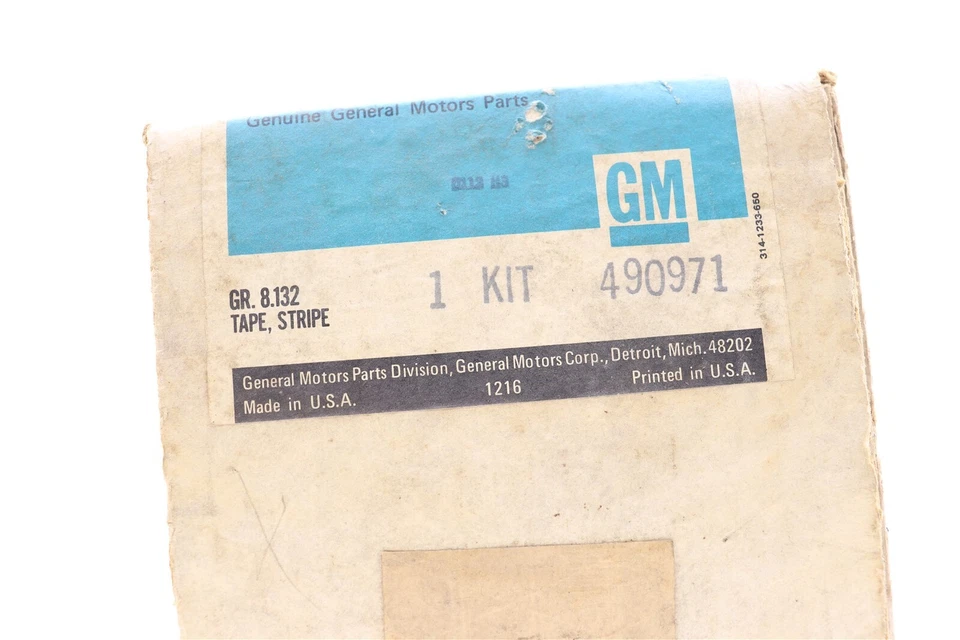 Genuine General Motors Parts
GM
314-1233-660
GR. 8.132
TAPE, STRIPE
1 KIT 490971
General Motors Parts Division, General Motors Corp., Detroit, Mich. 48202
Made in U.S.A. 1216 Printed in U.S.A.